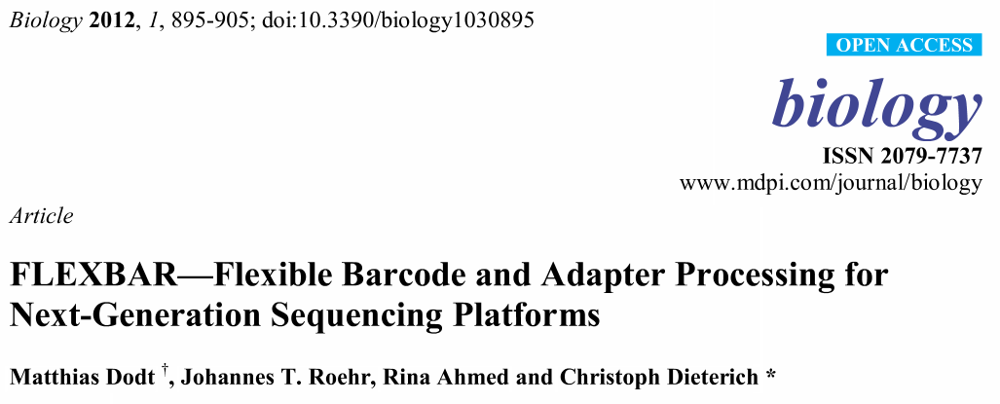 Biology 2012, 1, 895-905; doi:10.3390/biology1030895
OPEN ACCESS
biology
ISSN 2079-7737
www.mdpi.com/journal/biology
Article
FLEXBAR—Flexible Barcode and Adapter Processing for
Next-Generation Sequencing Platforms
Matthias Dodt †, Johannes T. Roehr, Rina Ahmed and Christoph Dieterich *